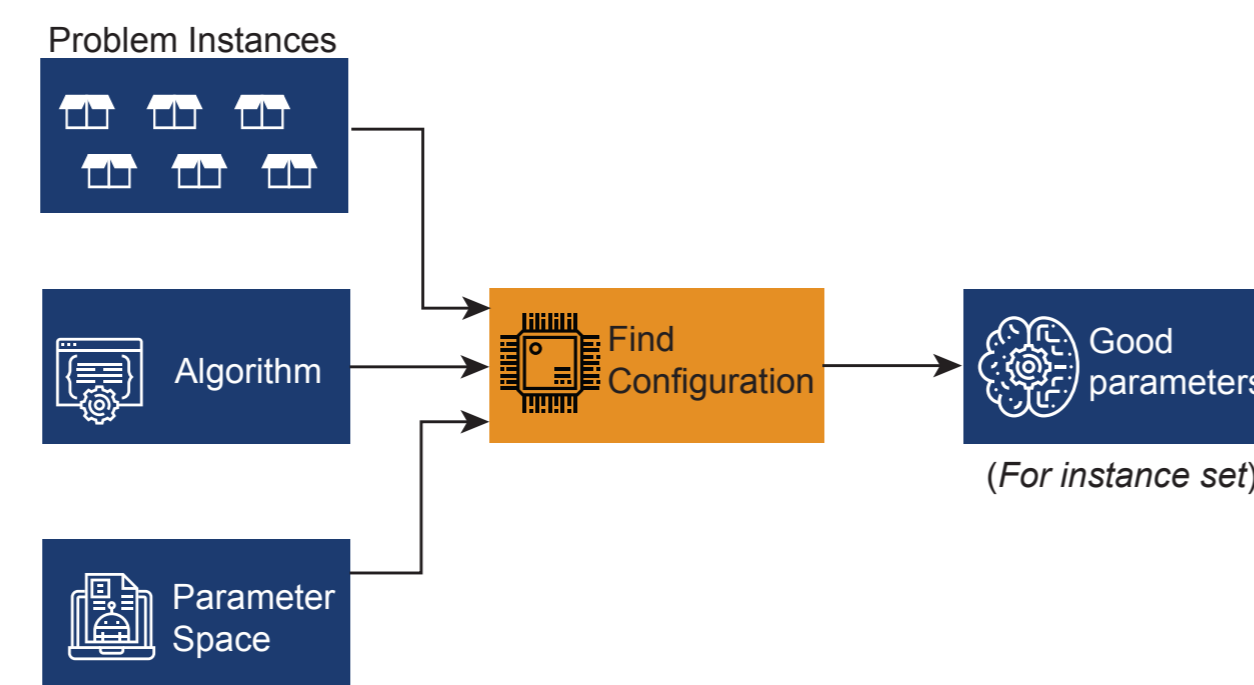 Problem Instances
Algorithm
Find
Configuration
Good
parameters
(For instance set)
Parameter
Space